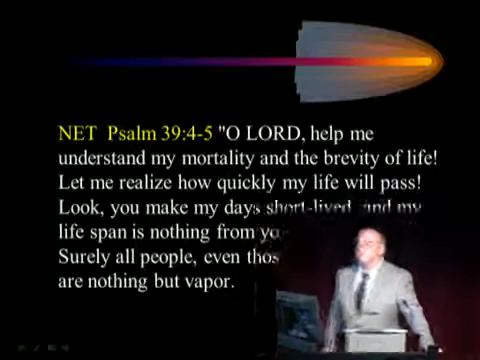 NET Psalm 39:4-5 "O LORD, help me
understand my mortality and the brevity of life!
Let me realize how quickly my life will pass!
Look, you make my days short-lived, and my
life span is nothing from
Surely all people, even
are nothing but vapor.